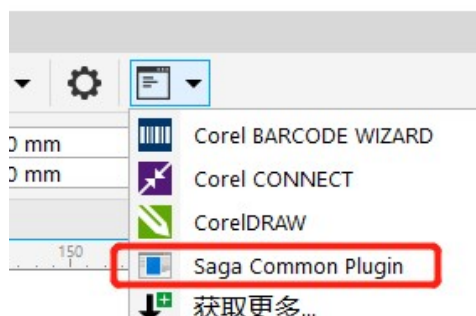 Corel BARCODE WIZARD
0 mm
0 mm
Corel CONNECT
CorelDRAW
150
Saga Common Plugin
获取更多...